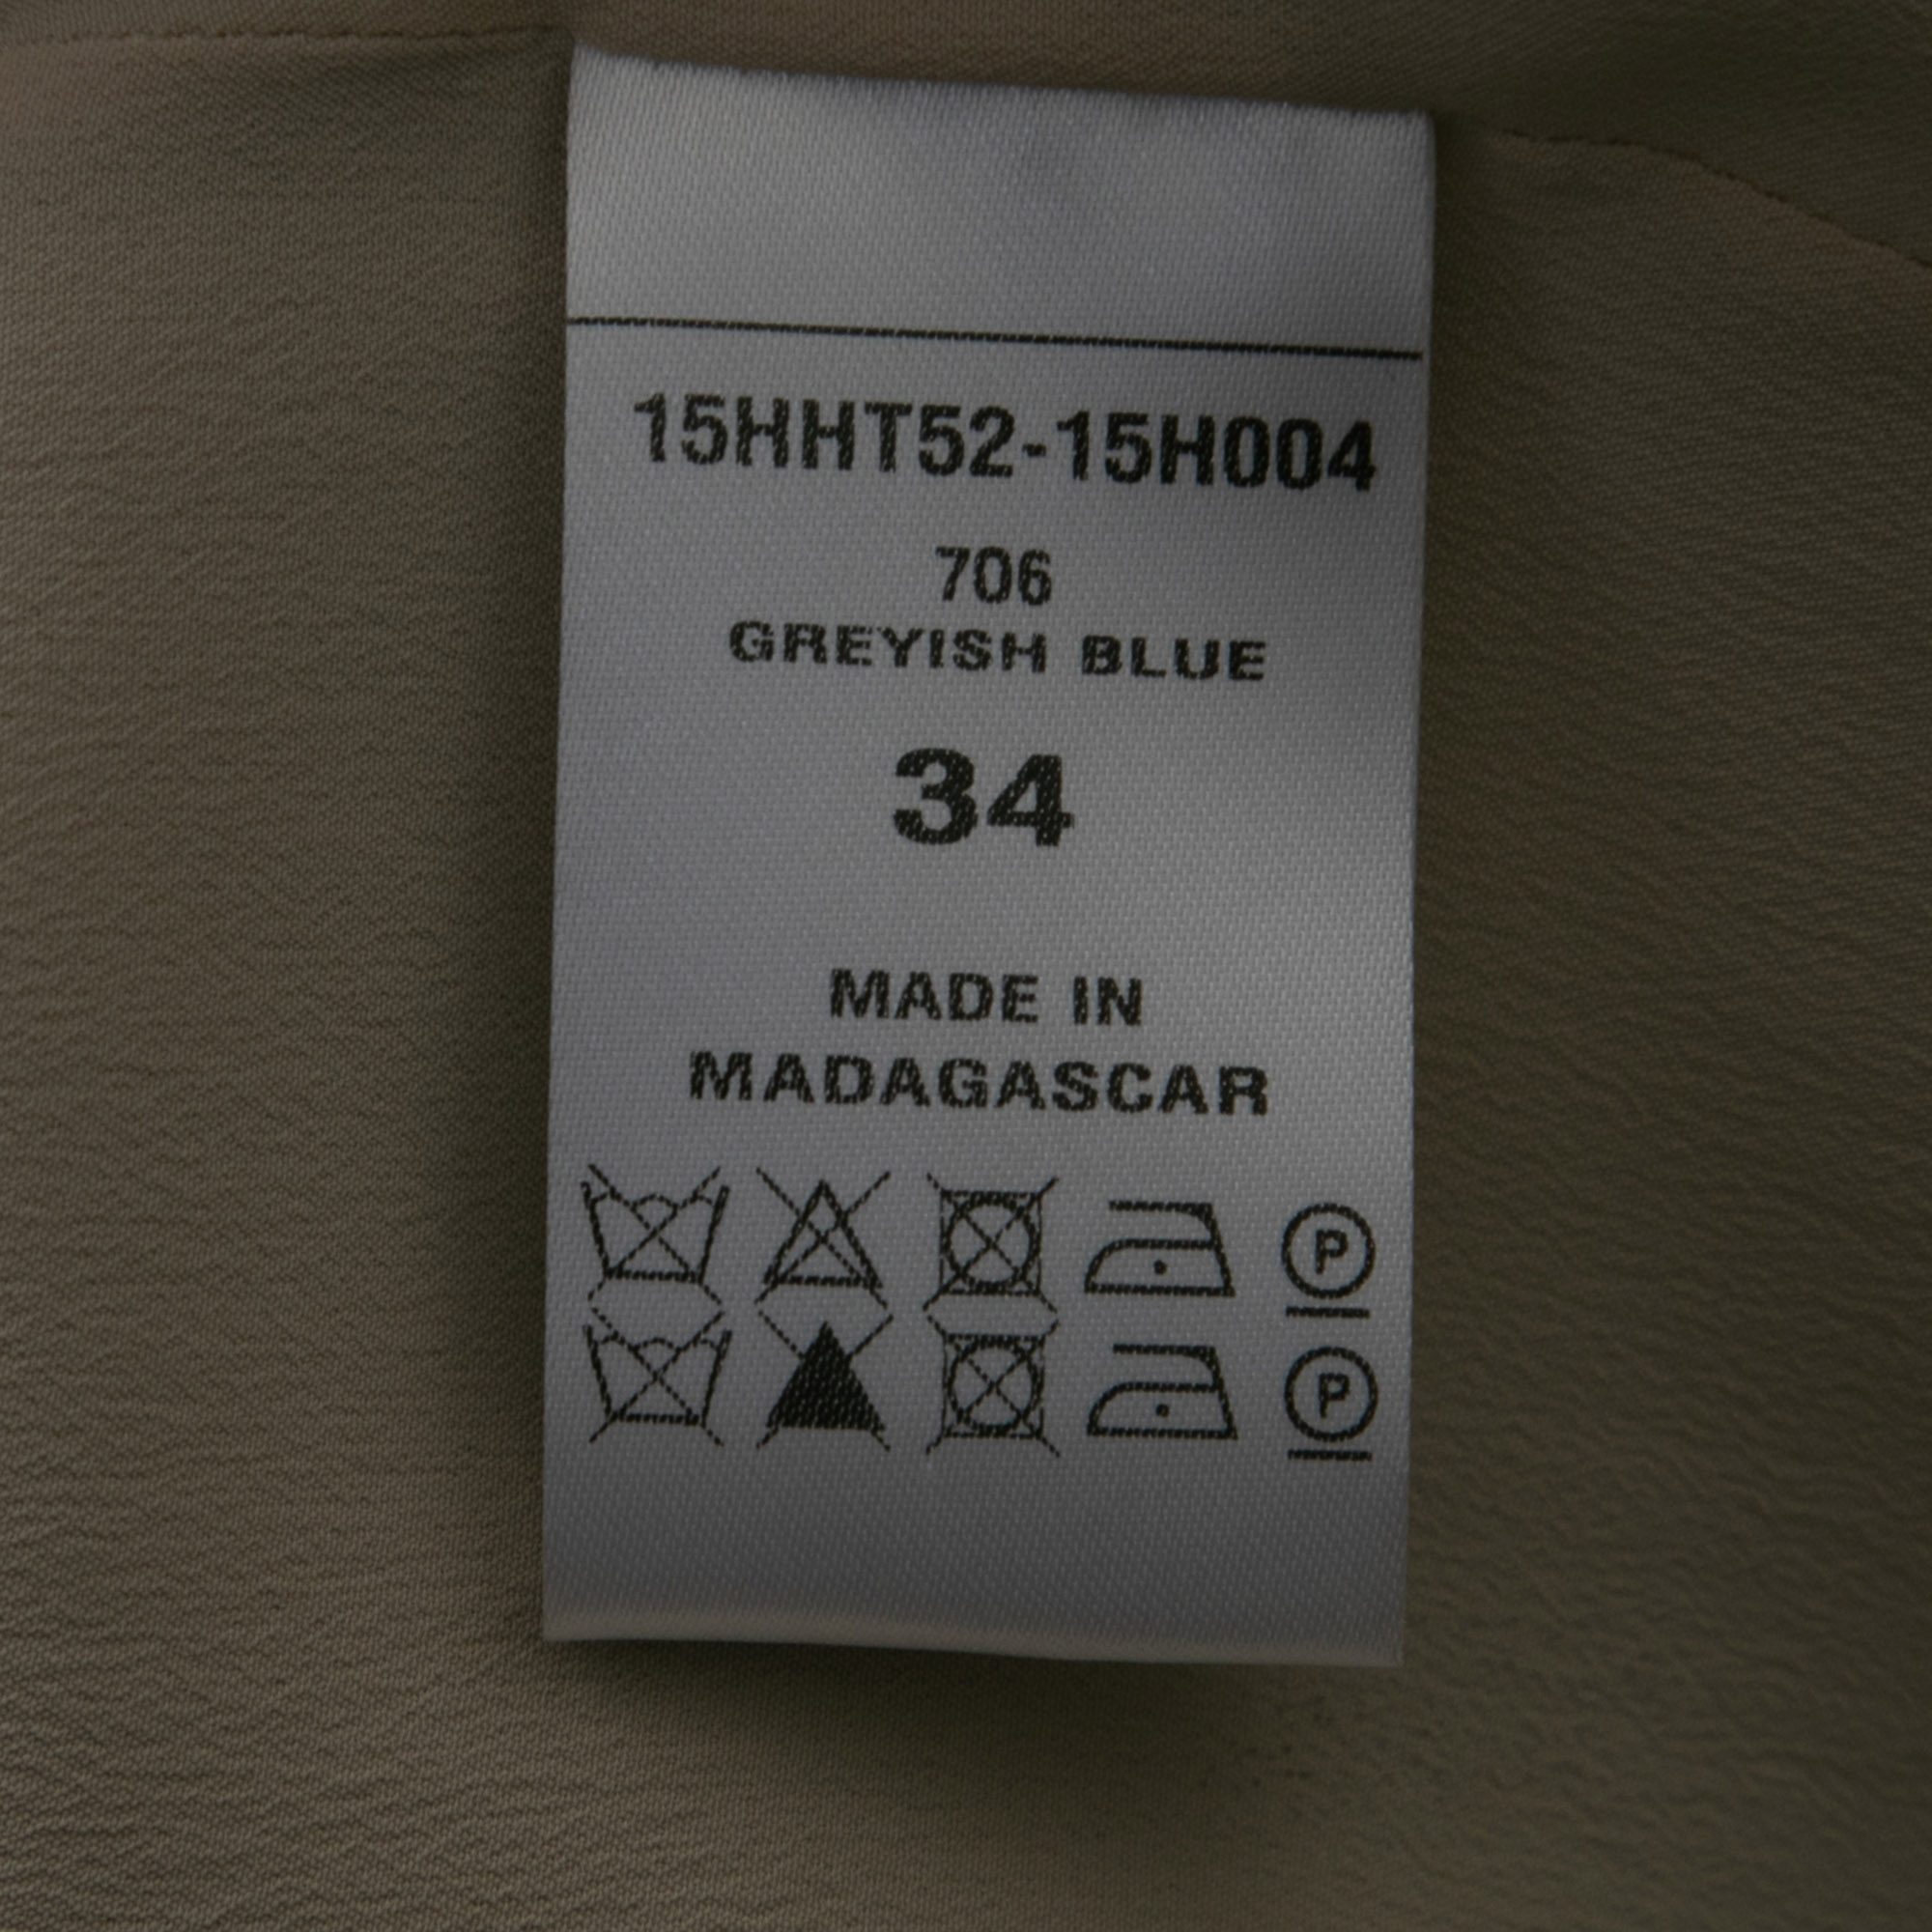 15HHT52-15H004
706
GREYISH BLUE
34
MADE IN
MADAGASCAR
P
P